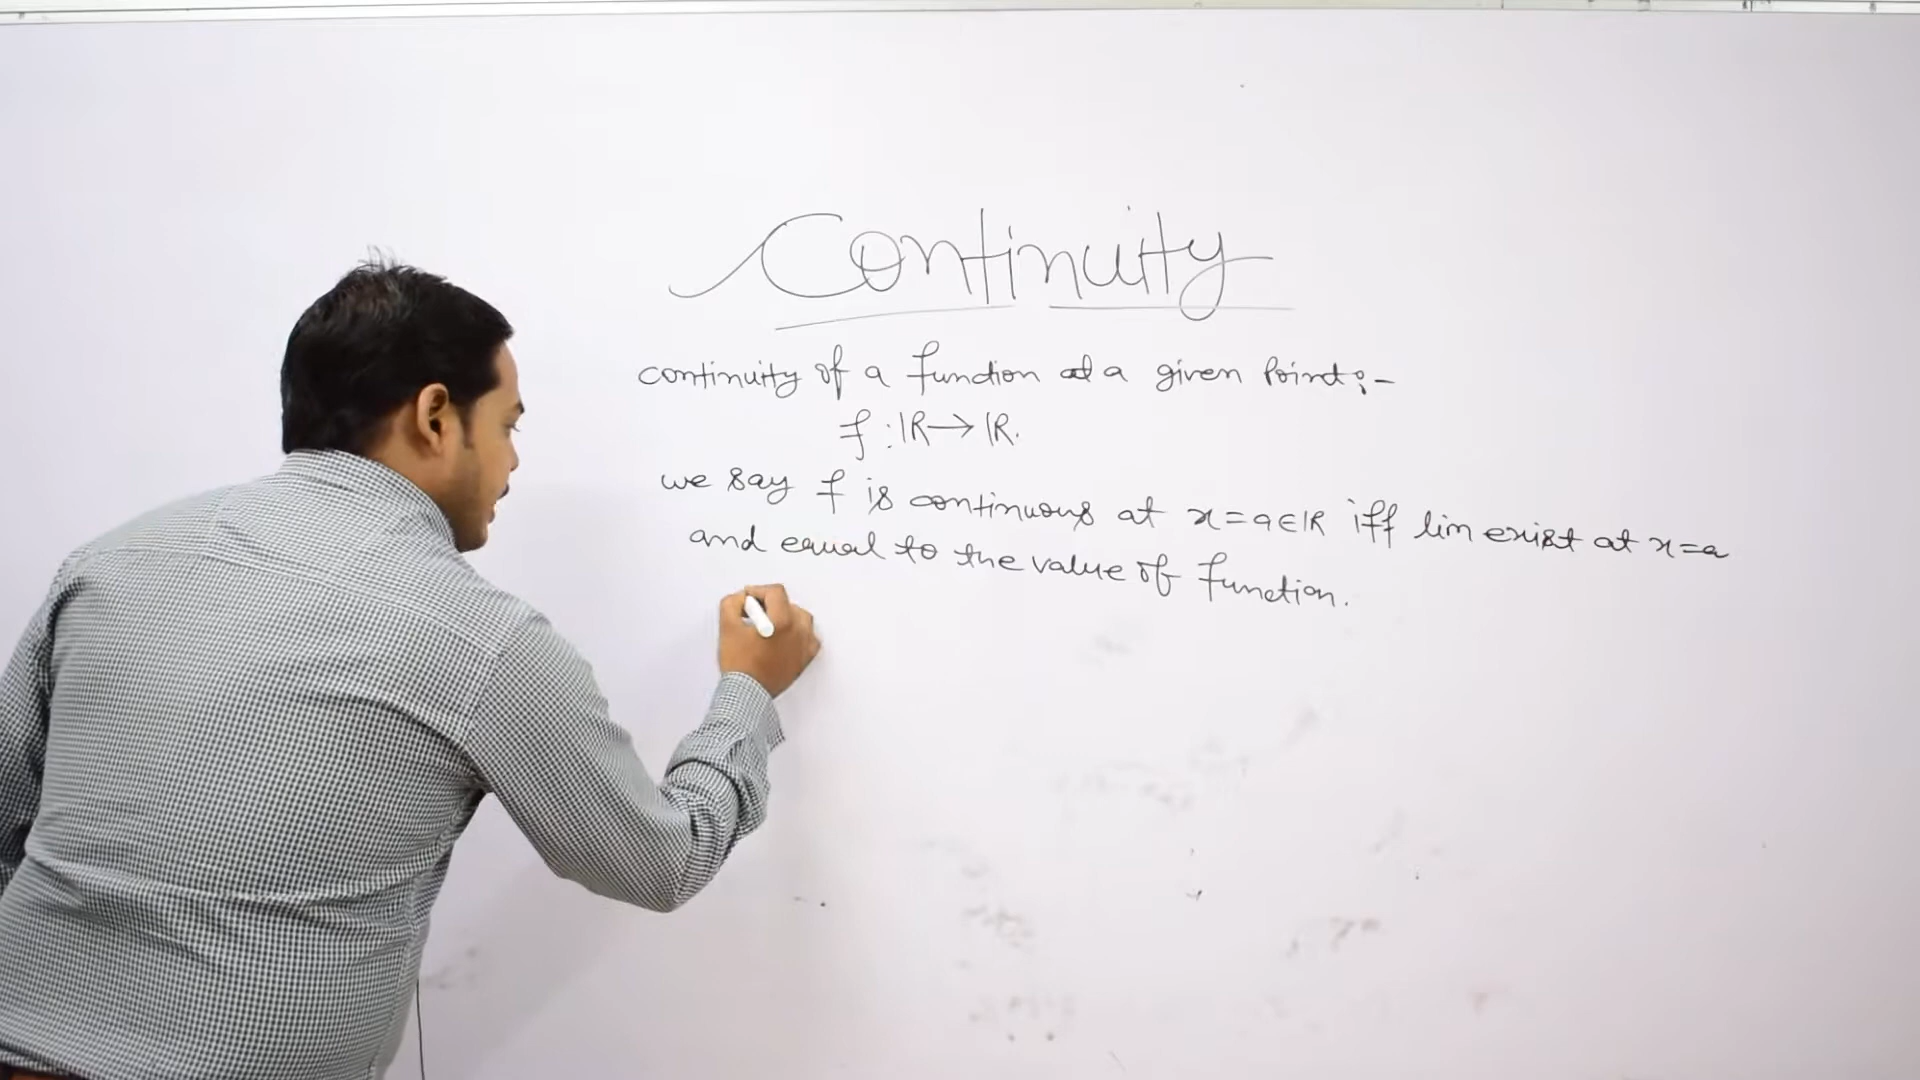 Continuity
continuity of a function at a given Point:-
f : ℝ → ℝ.
we say f is continuous at x = a ∈ ℝ iff lim exist at x = a
and equal to the value of function.